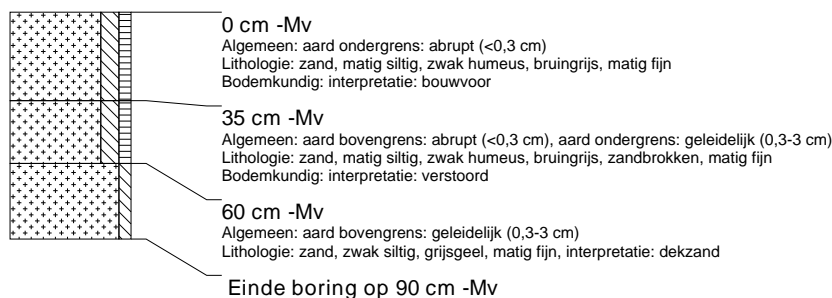 0 cm -Mv
Algemeen: aard ondergrens: abrupt (<0,3 cm)
Lithologie: zand, matig siltig, zwak humeus, bruingrijs, matig fijn
Bodemkundig: interpretatie: bouwvoor
35 cm -Mv
Algemeen: aard bovengrens: abrupt (<0,3 cm), aard ondergrens: geleidelijk (0,3-3 cm)
Lithologie: zand, matig siltig, zwak humeus, bruingrijs, zandbrokken, matig fijn
Bodemkundig: interpretatie: verstoord
60 cm -Mv
Algemeen: aard bovengrens: geleidelijk (0,3-3 cm)
Lithologie: zand, zwak siltig, grijsgeel, matig fijn, interpretatie: dekzand
Einde boring op 90 cm -Mv